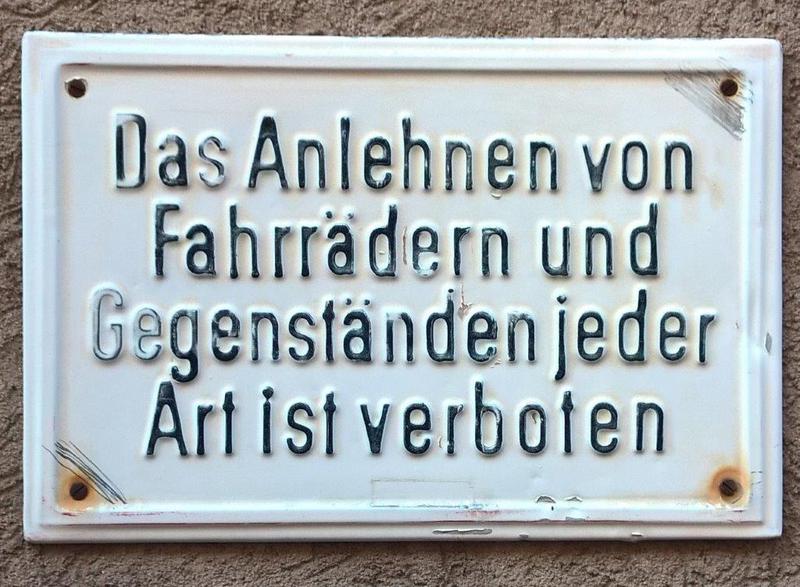 Das Anlehnen von
Fahrrädern und
Gegenständen jeder
Art ist verboten